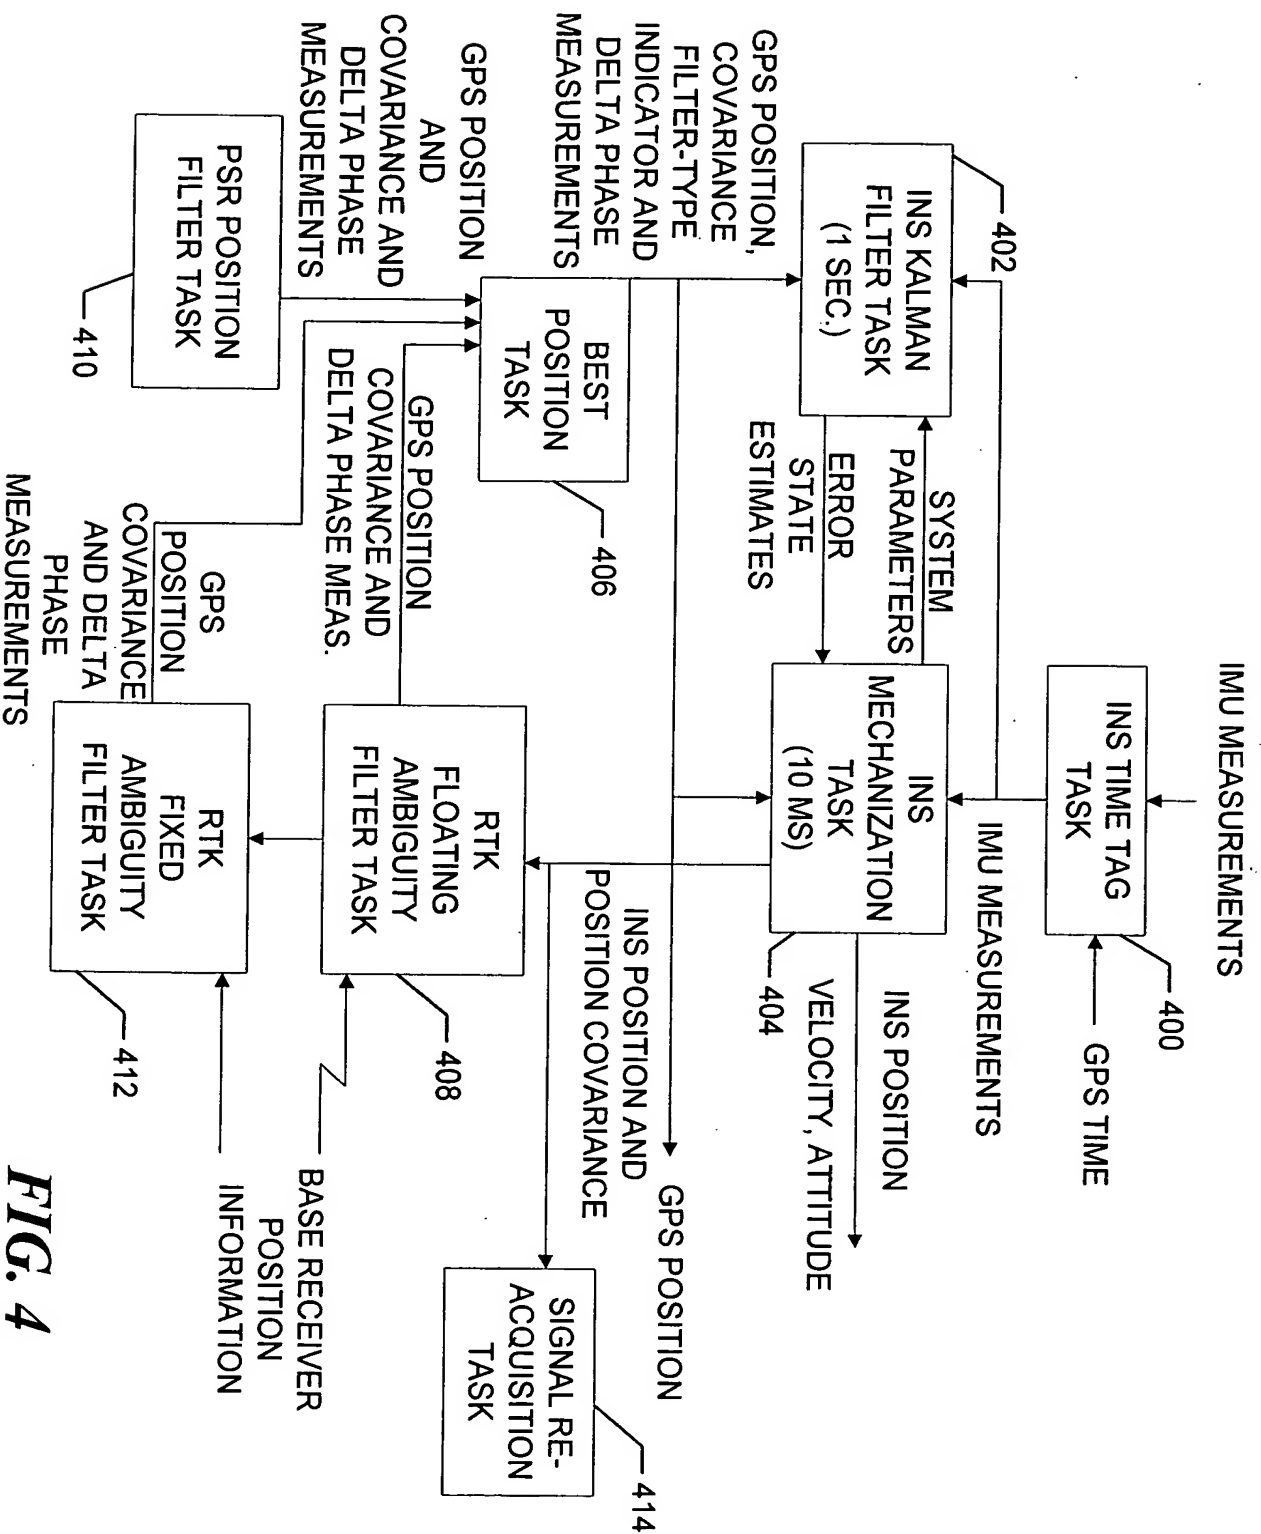 IMU MEASUREMENTS
INS TIME TAG
TASK
400
GPS TIME
IMU MEASUREMENTS
402
INS KALMAN
FILTER TASK
(1 SEC.)
SYSTEM
PARAMETERS
ERROR
STATE
ESTIMATES
INS
MECHANIZATION
TASK
(10 MS)
404
INS POSITION
VELOCITY, ATTITUDE
GPS POSITION,
COVARIANCE
FILTER-TYPE
INDICATOR AND
DELTA PHASE
MEASUREMENTS
GPS POSITION
INS POSITION AND
POSITION COVARIANCE
BEST
POSITION
TASK
406
GPS POSITION
AND
COVARIANCE AND
DELTA PHASE
MEASUREMENTS
GPS POSITION
COVARIANCE AND
DELTA PHASE MEAS.
RTK
FLOATING
AMBIGUITY
FILTER TASK
408
SIGNAL RE-
ACQUISITION
TASK
414
PSR POSITION
FILTER TASK
410
GPS
POSITION
COVARIANCE
AND DELTA
PHASE
MEASUREMENTS
RTK
FIXED
AMBIGUITY
FILTER TASK
412
BASE RECEIVER
POSITION
INFORMATION
FIG. 4